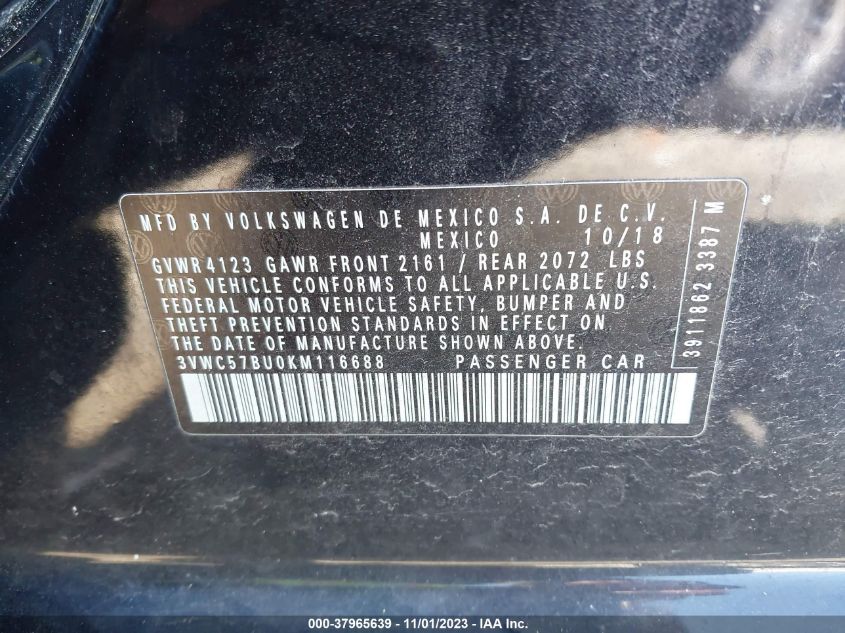 MFD BY VOLKSWAGEN DE MEXICO S.A. DE C.V.
MEXICO 10/18
GVWR 4123 GAWR FRONT 2161 / REAR 2072 LBS
THIS VEHICLE CONFORMS TO ALL APPLICABLE U.S.
FEDERAL MOTOR VEHICLE SAFETY, BUMPER AND
THEFT PREVENTION STANDARDS IN EFFECT ON
THE DATE OF MANUFACTURE SHOWN ABOVE.
3VWC57BU0KM116688 PASSENGER CAR
3911862 3387 M
000-37965639 - 11/01/2023 - IAA Inc.